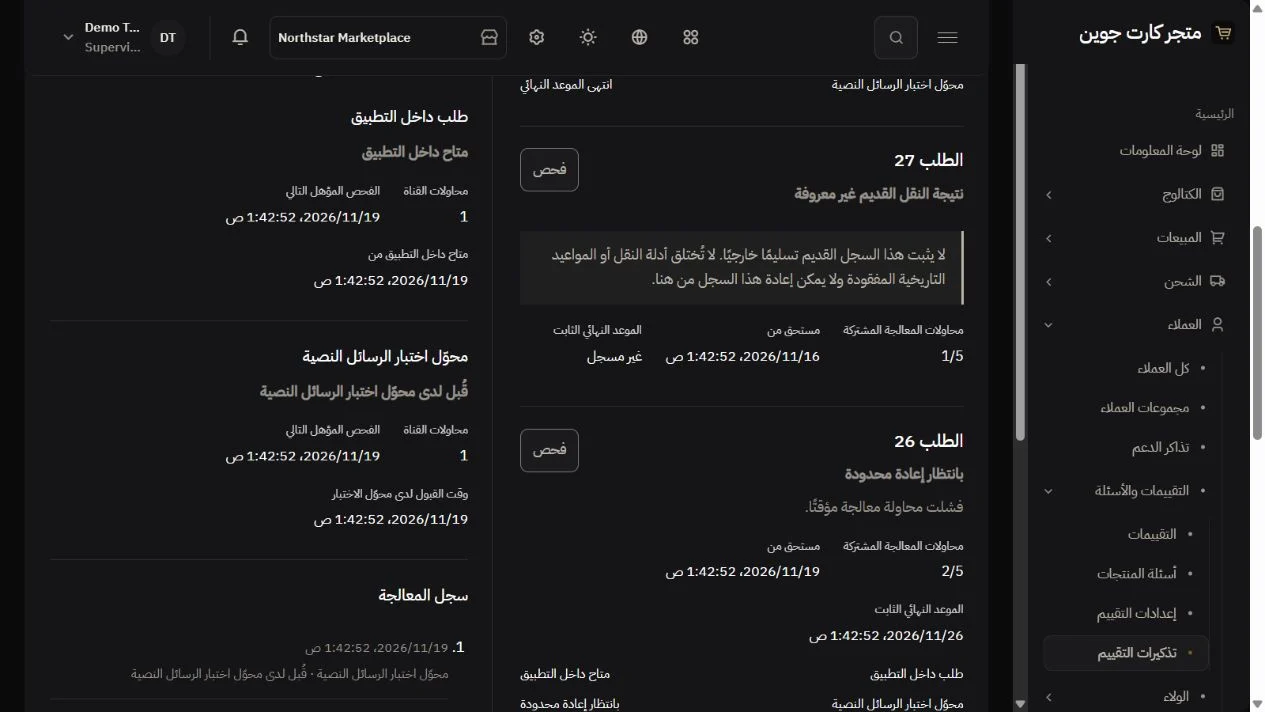 متجر كارت جوين
Northstar Marketplace
Demo T...
Supervi...
DT
الرئيسية
لوحة المعلومات
الكتالوج
المبيعات
الشحن
العملاء
كل العملاء
مجموعات العملاء
تذاكر الدعم
التقييمات والأسئلة
التقييمات
أسئلة المنتجات
إعدادات التقييم
تذكيرات التقييم
الولاء
محوّل اختبار الرسائل النصية
انتهى الموعد النهائي
الطلب 27
فحص
نتيجة النقل القديم غير معروفة
لا يثبت هذا السجل القديم تسليمًا خارجيًا. لا تُختلق أدلة النقل أو المواعيد
التاريخية المفقودة ولا يمكن إعادة هذا السجل من هنا.
محاولات المعالجة المشتركة
مستحق من
الموعد النهائي الثابت
1/5
2026/11/16، 1:42:52 ص
غير مسجل
الطلب 26
فحص
بانتظار إعادة محدودة
فشلت محاولة معالجة مؤقتًا.
محاولات المعالجة المشتركة
مستحق من
2/5
2026/11/19، 1:42:52 ص
الموعد النهائي الثابت
2026/11/26، 1:42:52 ص
طلب داخل التطبيق
متاح داخل التطبيق
محوّل اختبار الرسائل النصية
بانتظار إعادة محدودة
طلب داخل التطبيق
متاح داخل التطبيق
محاولات القناة
الفحص المؤهل التالي
1
2026/11/19، 1:42:52 ص
متاح داخل التطبيق من
2026/11/19، 1:42:52 ص
محوّل اختبار الرسائل النصية
قُبل لدى محوّل اختبار الرسائل النصية
محاولات القناة
الفحص المؤهل التالي
1
2026/11/19، 1:42:52 ص
وقت القبول لدى محوّل الاختبار
2026/11/19، 1:42:52 ص
سجل المعالجة
1. 2026/11/19، 1:42:52 ص
محوّل اختبار الرسائل النصية · قُبل لدى محوّل اختبار الرسائل النصية